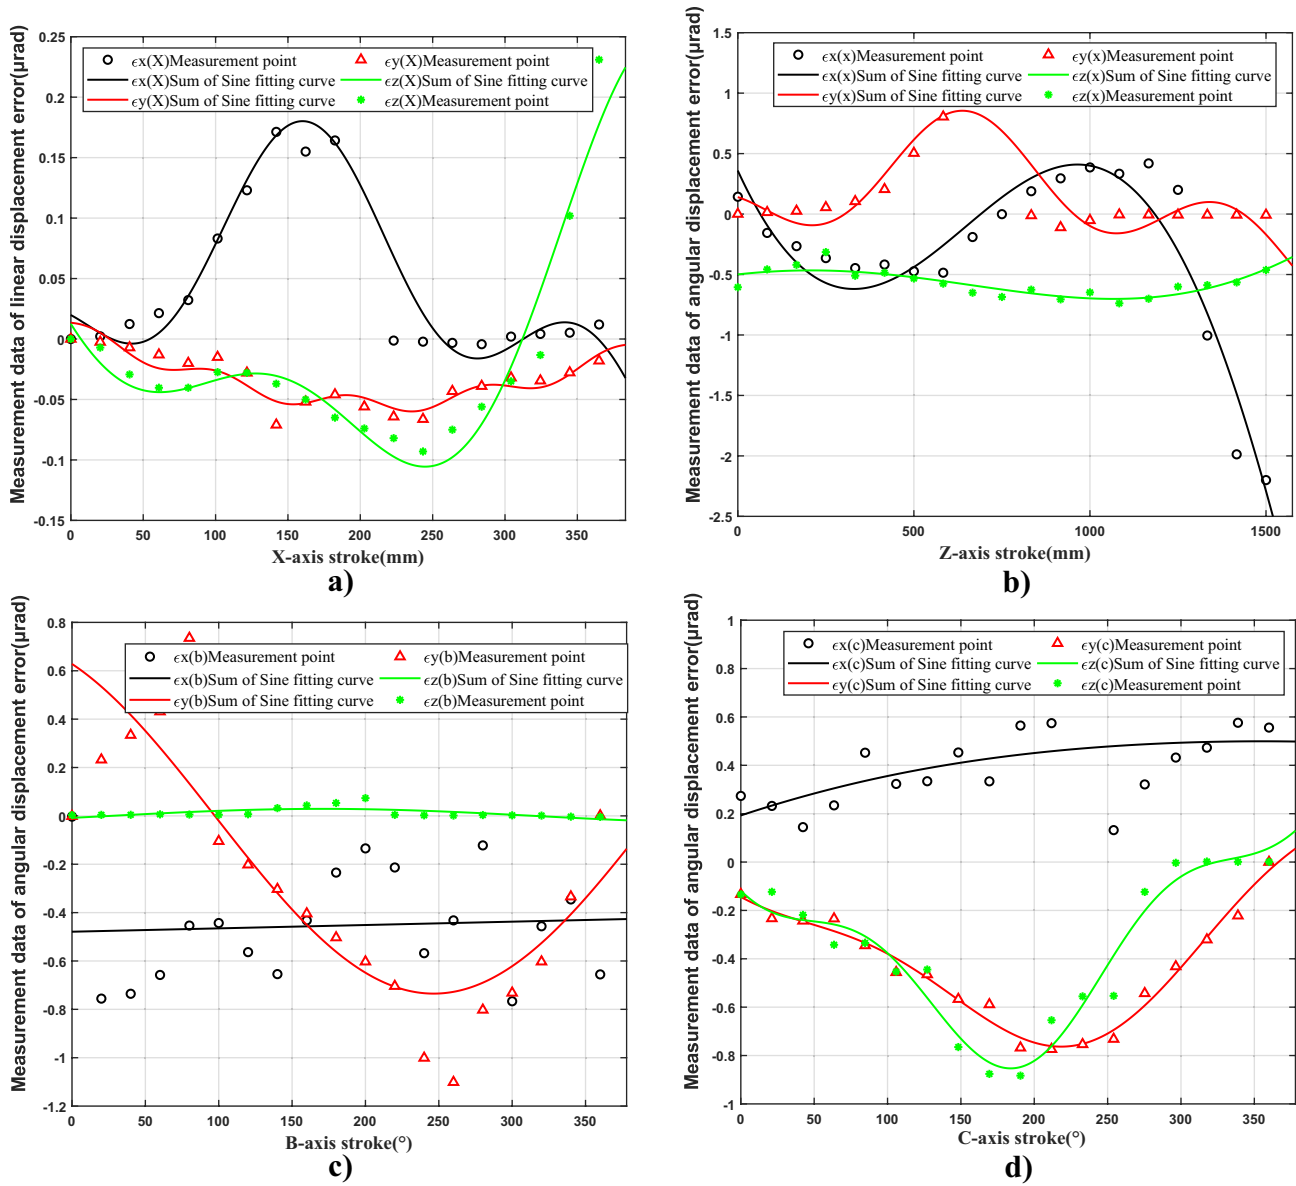 Measurement data of linear displacement error(μrad)
0.25
0.2
0.15
0.1
0.05
0
-0.05
-0.1
-0.15
ϵx(X)Measurement point
ϵy(X)Measurement point
ϵx(X)Sum of Sine fitting curve
ϵz(X)Sum of Sine fitting curve
ϵy(X)Sum of Sine fitting curve
ϵz(X)Measurement point
0 50 100 150 200 250 300 350
X-axis stroke(mm)
a)
Measurement data of angular displacement error(μrad)
1.5
1
0.5
0
-0.5
-1
-1.5
-2
-2.5
ϵx(x)Measurement point
ϵy(x)Measurement point
ϵx(x)Sum of Sine fitting curve
ϵz(x)Sum of Sine fitting curve
ϵy(x)Sum of Sine fitting curve
ϵz(x)Measurement point
0 500 1000 1500
Z-axis stroke(mm)
b)
Measurement data of angular displacement error(μrad)
0.8
0.6
0.4
0.2
0
-0.2
-0.4
-0.6
-0.8
-1
-1.2
ϵx(b)Measurement point
ϵy(b)Measurement point
ϵx(b)Sum of Sine fitting curve
ϵz(b)Sum of Sine fitting curve
ϵy(b)Sum of Sine fitting curve
ϵz(b)Measurement point
0 50 100 150 200 250 300 350
B-axis stroke(°)
c)
Measurement data of angular displacement error(μrad)
1
0.8
0.6
0.4
0.2
0
-0.2
-0.4
-0.6
-0.8
-1
ϵx(c)Measurement point
ϵy(c)Measurement point
ϵx(c)Sum of Sine fitting curve
ϵz(c)Sum of Sine fitting curve
ϵy(c)Sum of Sine fitting curve
ϵz(c)Measurement point
0 50 100 150 200 250 300 350
C-axis stroke(°)
d)